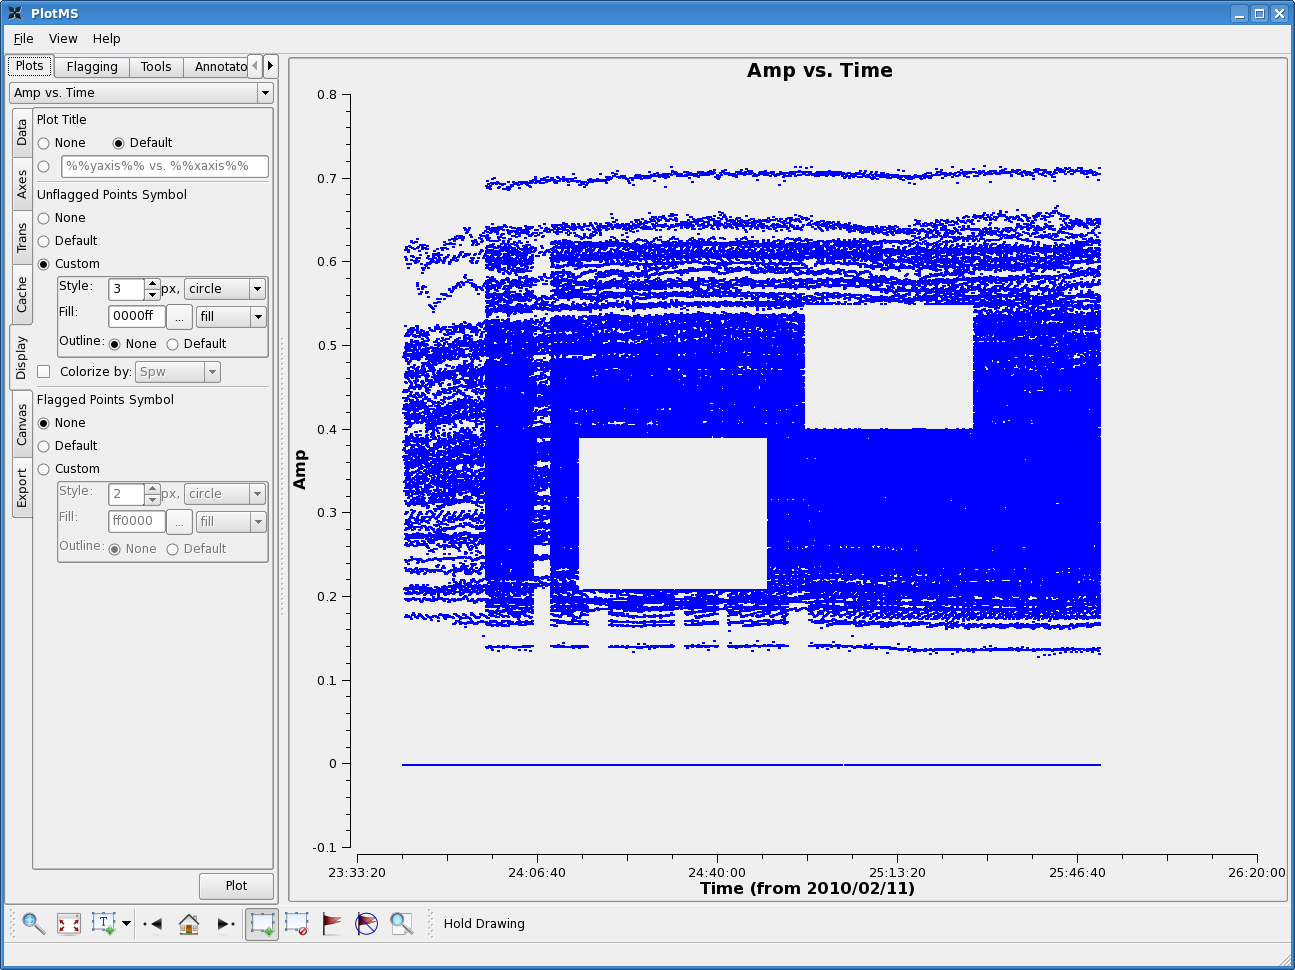 PlotMS
File View Help
Plots Flagging Tools Annotato
Amp vs. Time
Data
Axes
Trans
Cache
Display
Canvas
Export
Plot Title
None Default
%%yaxis%% vs. %%xaxis%%
Unflagged Points Symbol
None
Default
Custom
Style: 3 px, circle
Fill: 0000ff ... fill
Outline: None Default
Colorize by: Spw
Flagged Points Symbol
None
Default
Custom
Style: 2 px, circle
Fill: ff0000 ... fill
Outline: None Default
Plot
Amp vs. Time
0.8
0.7
0.6
0.5
0.4
0.3
0.2
0.1
0
-0.1
Amp
23:33:20 24:06:40 24:40:00 25:13:20 25:46:40 26:20:00
Time (from 2010/02/11)
T
Hold Drawing